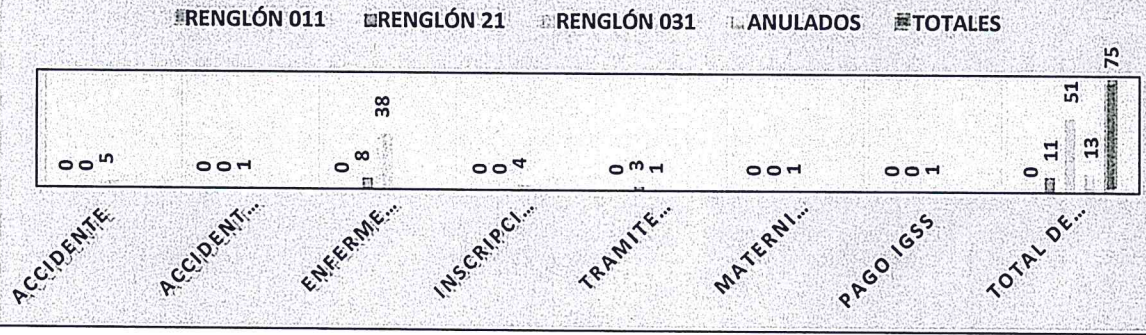 RENGLÓN 011 RENGLÓN 21 RENGLÓN 031 ANULADOS TOTALES
0 0 5 0 0 1 0 8 38 0 0 4 0 3 1 0 0 1 0 0 1 0 11 51 13 75
ACCIDENTE ACCIDENT... ENFERME... INSCRIPCI... TRAMITE... MATERNI... PAGO IGSS TOTAL DE...